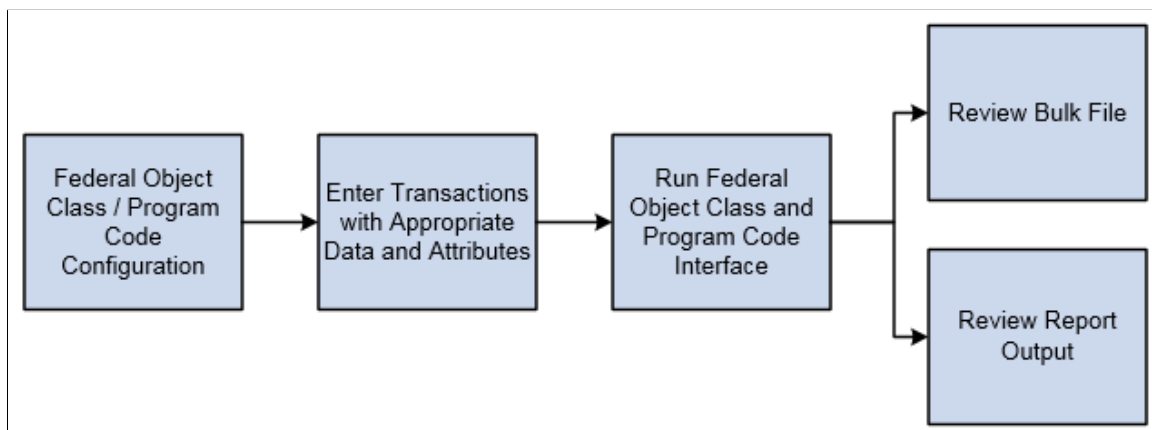 Federal Object
Class / Program
Code
Configuration
Enter Transactions
with Appropriate
Data and Attributes
Run Federal
Object Class and
Program Code
Interface
Review Bulk File
Review Report
Output